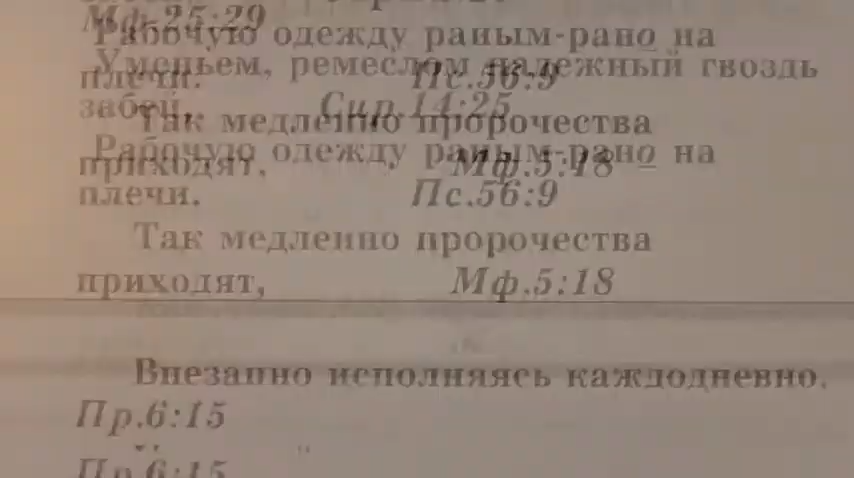 Мф.25:29
Рабочую одежду раным-рано на
Уменьем, ремеслом надежный гвоздь
плечи. Пс.56:9
забей, Сир.14:25
Так медленно пророчества
Рабочую одежду раным-рано на
приходят, Мф.5:18
плечи. Пс.56:9
Так медленно пророчества
приходят, Мф.5:18
Внезапно исполняясь каждодневно.
Пр.6:15
Пр.6:15